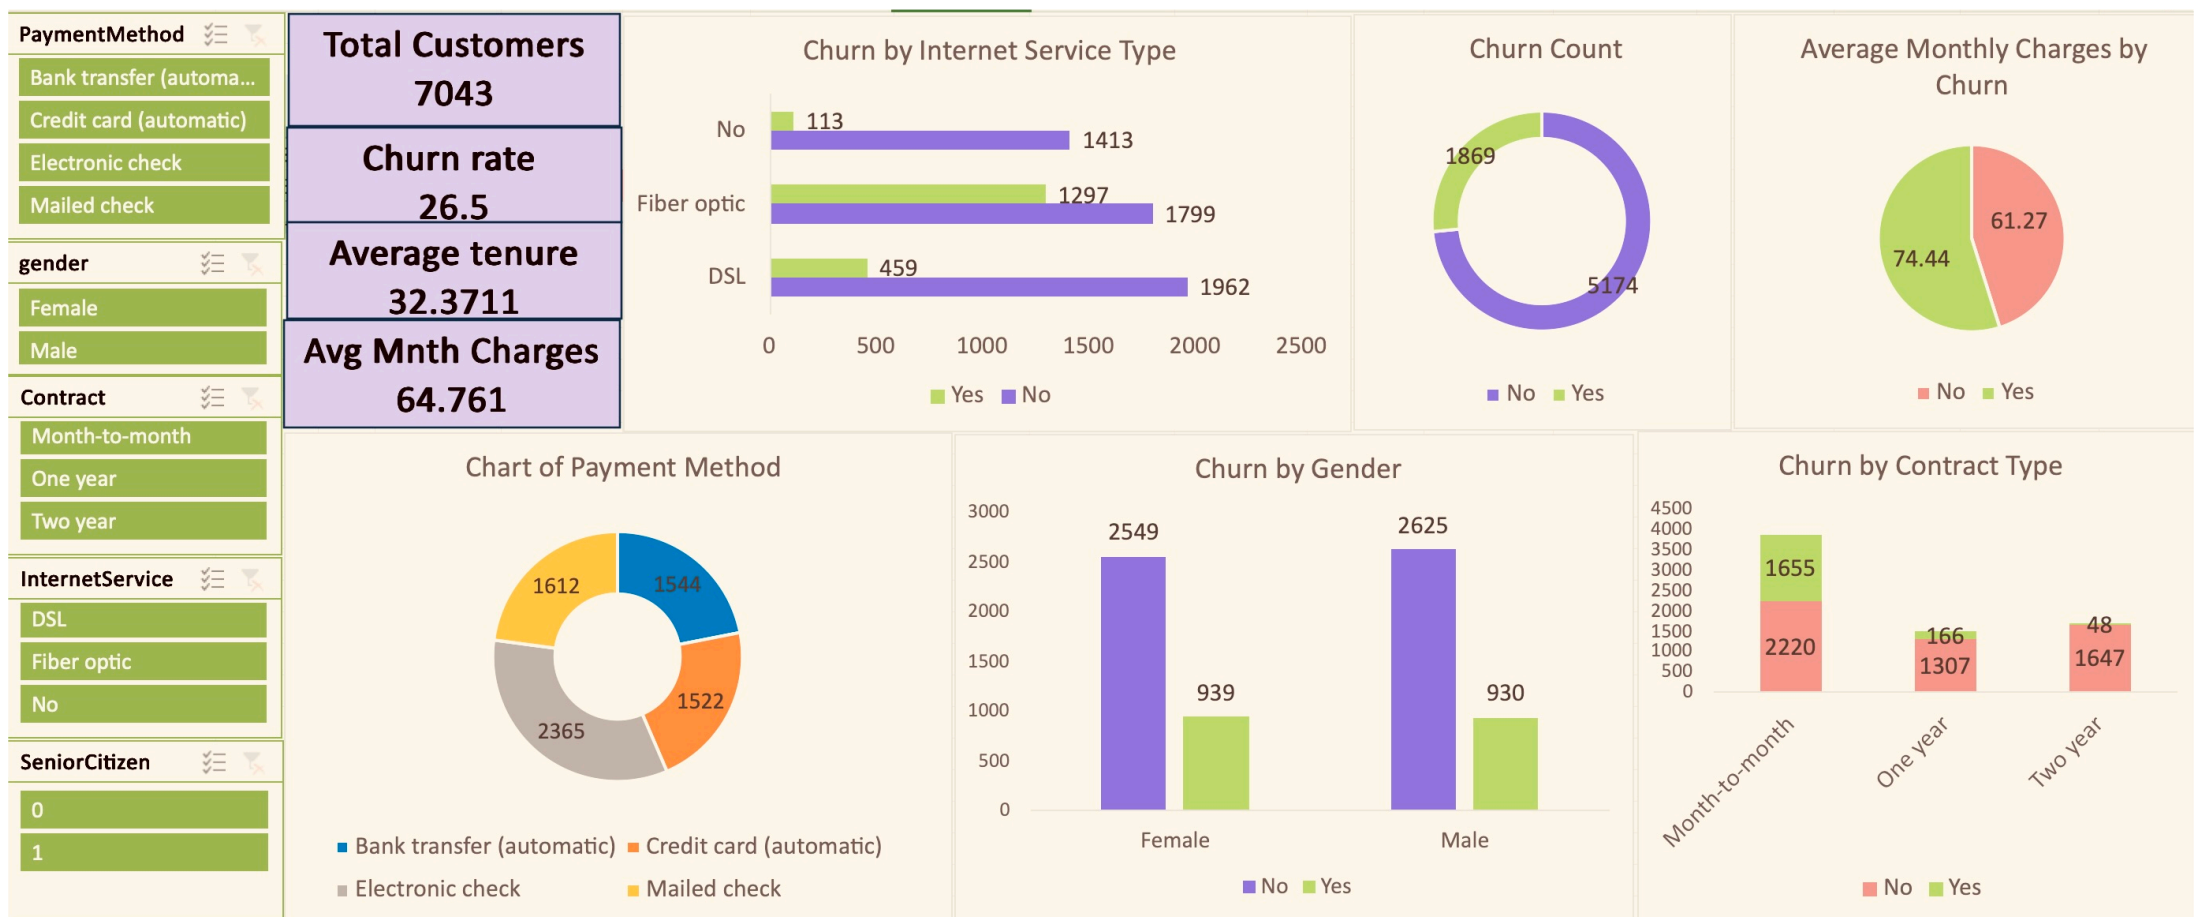 PaymentMethod
Bank transfer (automa...
Credit card (automatic)
Electronic check
Mailed check
gender
Female
Male
Contract
Month-to-month
One year
Two year
InternetService
DSL
Fiber optic
No
SeniorCitizen
0
1
Total Customers
7043
Churn rate
26.5
Average tenure
32.3711
Avg Mnth Charges
64.761
Churn by Internet Service Type
No
113
1413
Fiber optic
1297
1799
DSL
459
1962
0 500 1000 1500 2000 2500
Yes No
Churn Count
1869
5174
No Yes
Average Monthly Charges by
Churn
61.27
74.44
No Yes
Chart of Payment Method
1612
1544
1522
2365
Bank transfer (automatic) Credit card (automatic)
Electronic check Mailed check
Churn by Gender
3000
2500
2000
1500
1000
500
0
2549
939
2625
930
Female Male
No Yes
Churn by Contract Type
4500
4000
3500
3000
2500
2000
1500
1000
500
0
1655
2220
166
1307
48
1647
Month-to-month
One year
Two year
No Yes